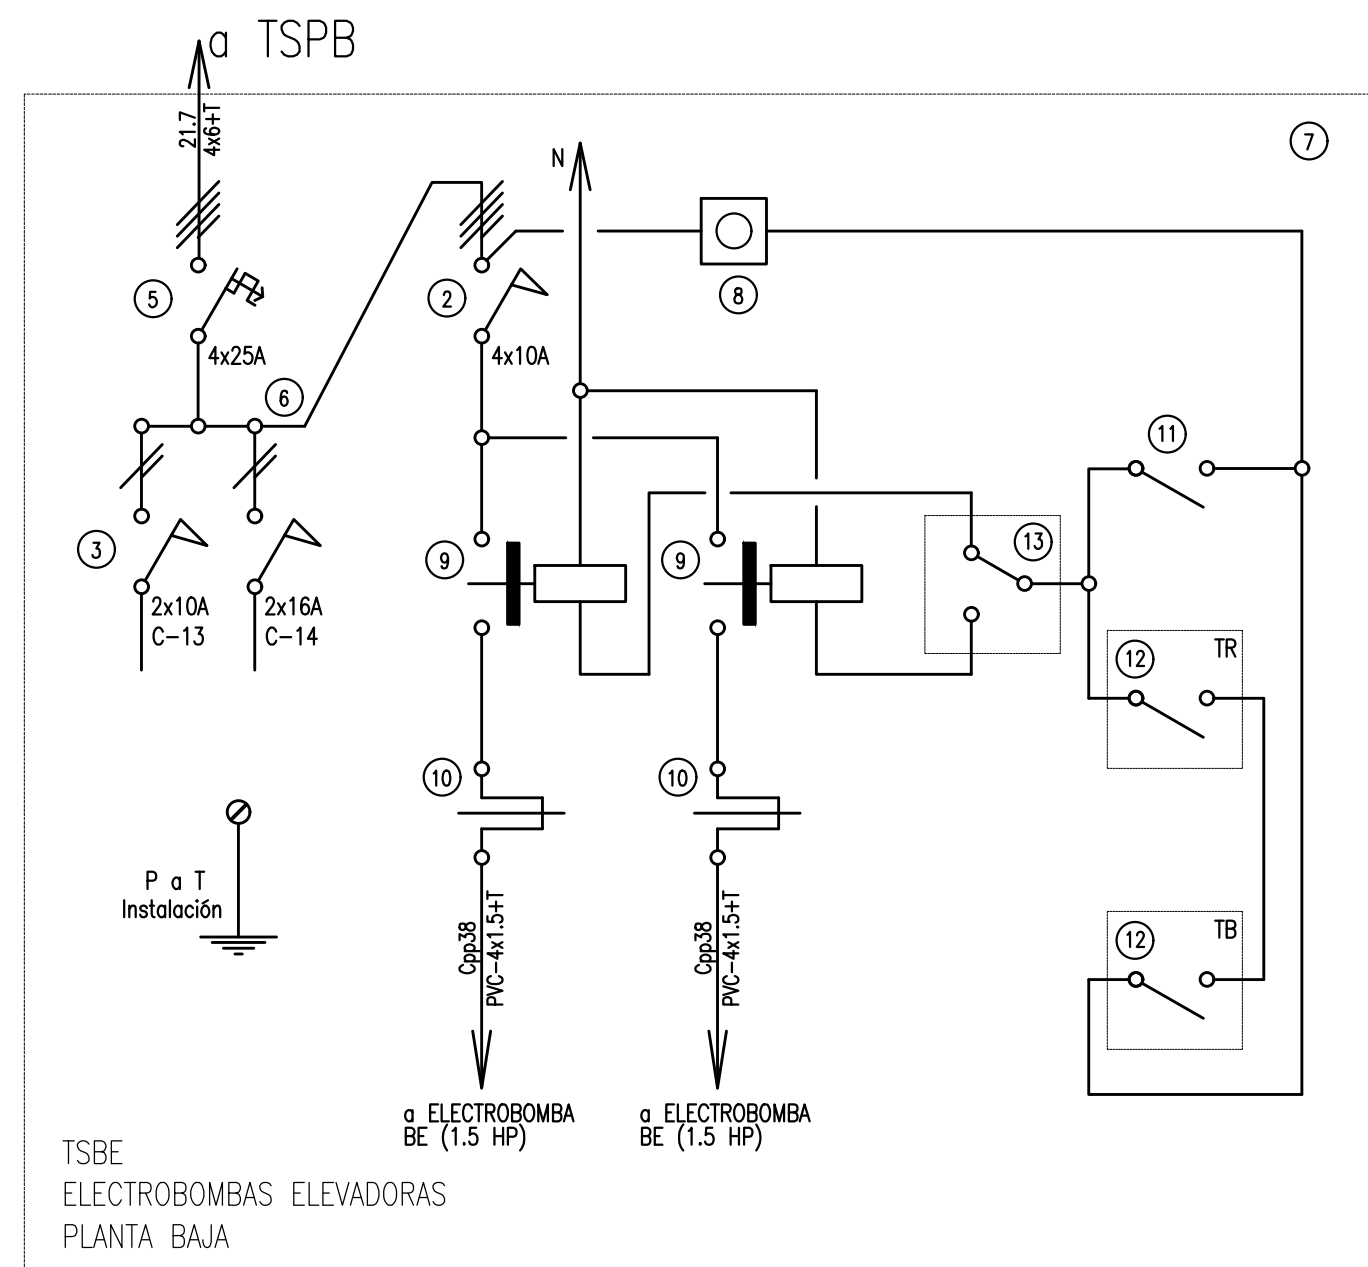 a TSPB
21.7
4x6+T
7
N
5
2
8
4x25A
4x10A
6
11
3
9
9
13
2x10A
C-13
2x16A
C-14
12
TR
10
10
P a T
Instalación
Cpp38
PVC-4x1.5+T
Cpp38
PVC-4x1.5+T
12
TB
a ELECTROBOMBA
BE (1.5 HP)
a ELECTROBOMBA
BE (1.5 HP)
TSBE
ELECTROBOMBAS ELEVADORAS
PLANTA BAJA